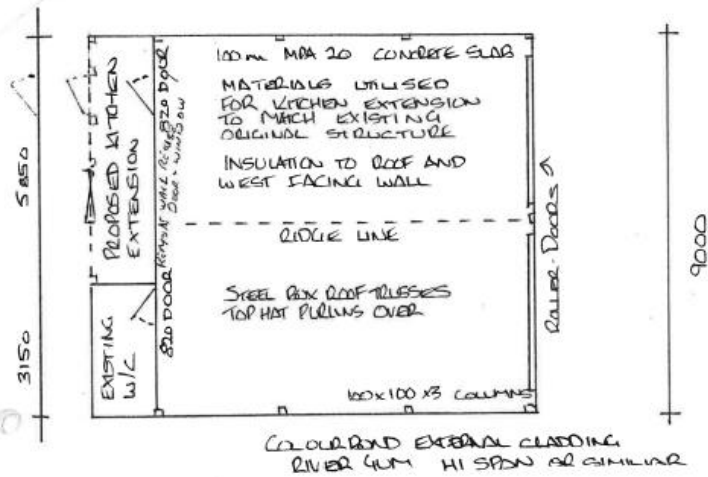 100mm MPA 20 CONCRETE SLAB
MATERIALS UTILISED
FOR KITCHEN EXTENSION
TO MATCH EXISTING
ORIGINAL STRUCTURE
INSULATION TO ROOF AND
WEST FACING WALL
RIDGE LINE
STEEL BOX ROOF TRUSSES
TOP HAT PURLINS OVER
100x100x3 COLUMNS
PROPOSED KITCHEN
EXTENSION
820 DOOR
DOOR + WINDOW
820 DOOR
EXISTING
W/C
5850
3150
ROLLER-DOORS
9000
COLOURBOND EXTERNAL CLADDING
RIVER GUM HI SPAN OR SIMILIAR